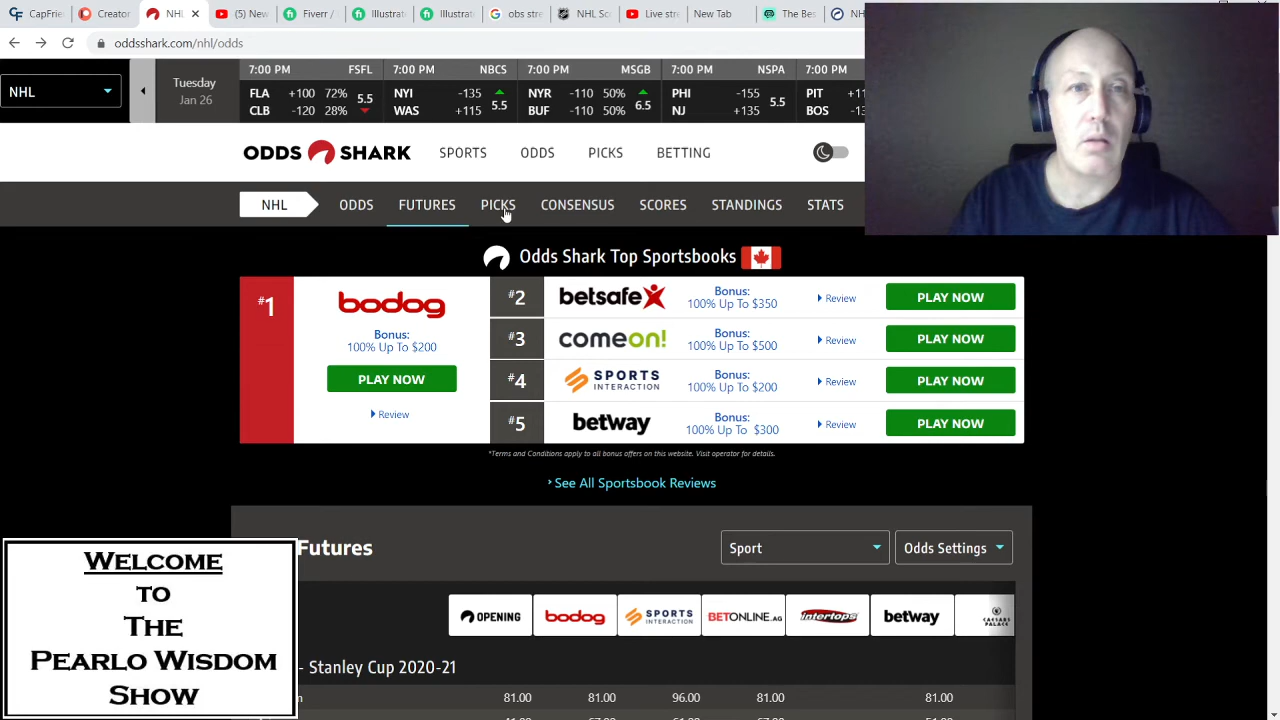 CapFrie
Creator
NHL
(5) New
Fiverr /
Illustrat
Illustrat
obs stre
NHL Sc
Live str
New Tab
The Bes
NH
oddsshark.com/nhl/odds
NHL
Tuesday
Jan 26
7:00 PM FSFL
FLA +100 72% 5.5
CLB -120 28%
7:00 PM NBCS
NYI -135 5.5
WAS +115
7:00 PM MSGB
NYR -110 50% 6.5
BUF -110 50%
7:00 PM NSPA
PHI -155 5.5
NJ +135
7:00 PM
PIT
BOS
ODDS SHARK SPORTS ODDS PICKS BETTING
NHL ODDS FUTURES PICKS CONSENSUS SCORES STANDINGS STATS
Odds Shark Top Sportsbooks
#1 bodog
Bonus:
100% Up To $200
PLAY NOW
Review
#2 betsafe Bonus:
100% Up To $350 Review PLAY NOW
#3 comeon! Bonus:
100% Up To $500 Review PLAY NOW
#4 SPORTS INTERACTION Bonus:
100% Up To $200 Review PLAY NOW
#5 betway Bonus:
100% Up To $300 Review PLAY NOW
*Terms and Conditions apply to all bonus offers on this website. Visit operator for details.
See All Sportsbook Reviews
Futures Sport Odds Settings
OPENING bodog SPORTS INTERACTION BETONLINE.AG Intertops betway CAESARS PALACE
- Stanley Cup 2020-21
81.00 81.00 96.00 81.00 81.00
WELCOME
TO
THE
PEARLO WISDOM
SHOW